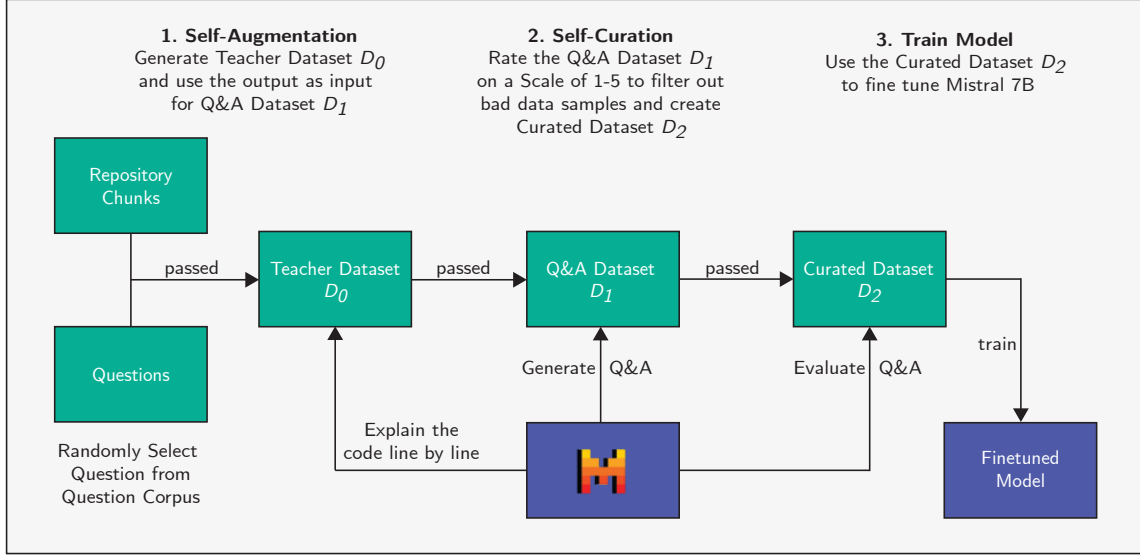 1. Self-Augmentation
Generate Teacher Dataset D0
and use the output as input
for Q&A Dataset D1
2. Self-Curation
Rate the Q&A Dataset D1
on a Scale of 1-5 to filter out
bad data samples and create
Curated Dataset D2
3. Train Model
Use the Curated Dataset D2
to fine tune Mistral 7B
Repository
Chunks
passed
Teacher Dataset
D0
passed
Q&A Dataset
D1
passed
Curated Dataset
D2
train
Questions
Generate Q&A
Evaluate Q&A
Explain the
code line by line
Randomly Select
Question from
Question Corpus
Finetuned
Model